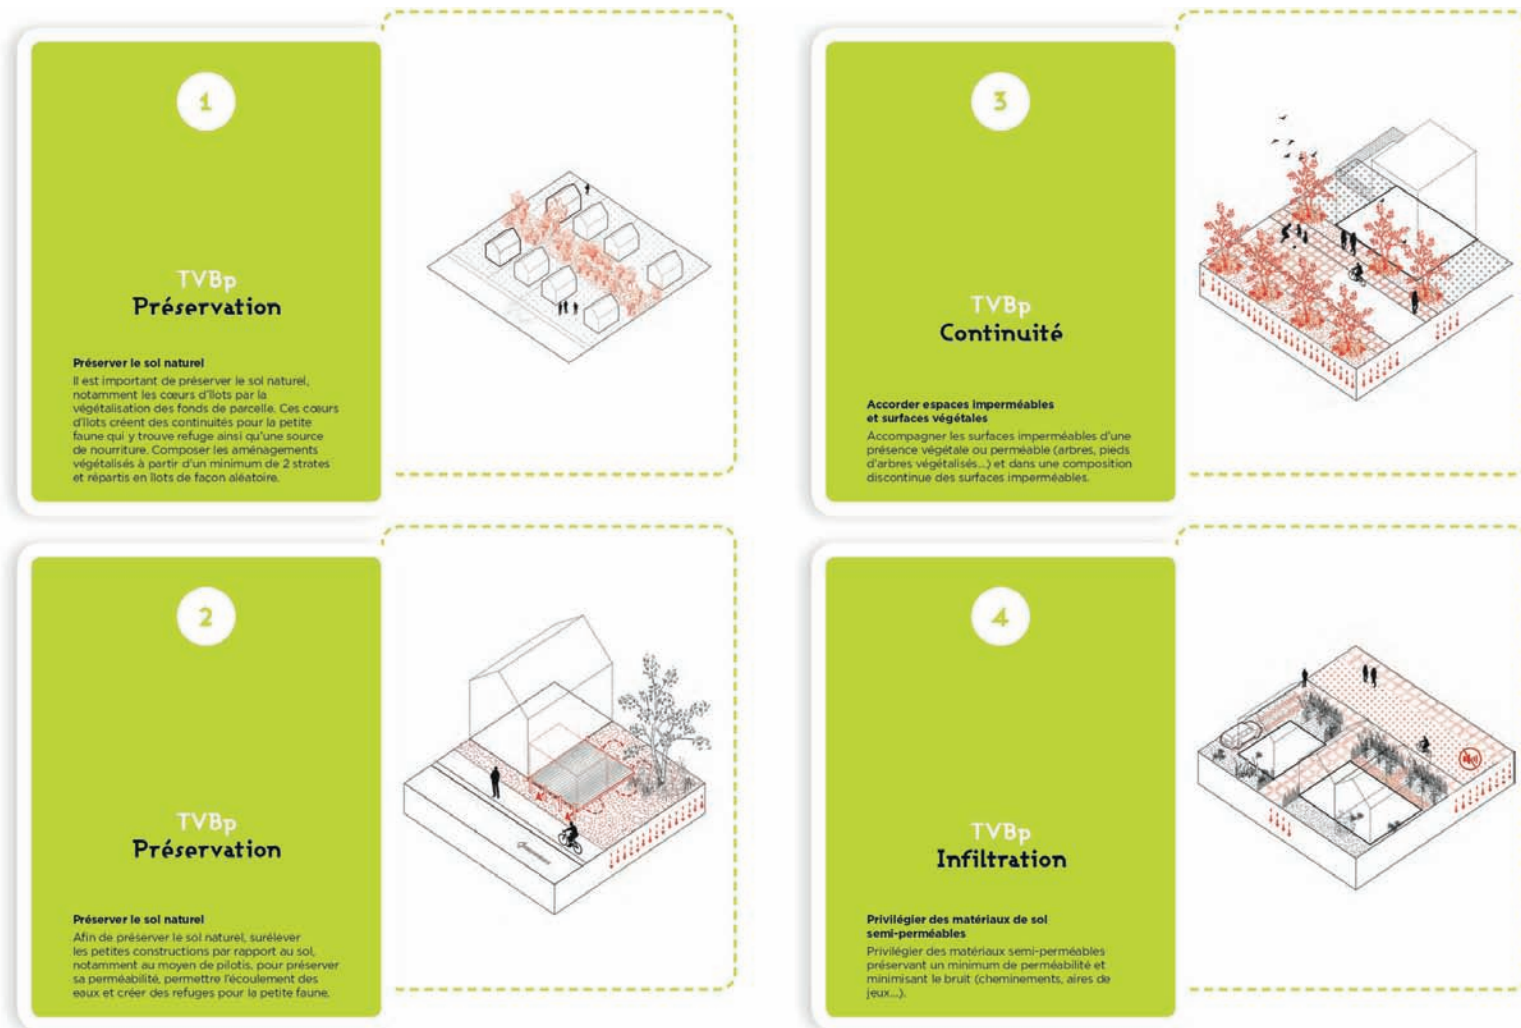 1
TVBp
Préservation
Préserver le sol naturel
Il est important de préserver le sol naturel,
notamment les cœurs d'îlots par la
végétalisation des fonds de parcelle. Ces cœurs
d'îlots créent des continuités pour la petite
faune qui y trouve refuge ainsi qu'une source
de nourriture. Composer les aménagements
végétalisés à partir d'un minimum de 2 strates
et répartis en îlots de façon aléatoire.
2
TVBp
Préservation
Préserver le sol naturel
Afin de préserver le sol naturel, surélever
les petites constructions par rapport au sol,
notamment au moyen de pilotis, pour préserver
sa perméabilité, permettre l'écoulement des
eaux et créer des refuges pour la petite faune.
3
TVBp
Continuité
Accorder espaces imperméables
et surfaces végétales
Accompagner les surfaces imperméables d'une
présence végétale ou perméable (arbres, pieds
d'arbres végétalisés...) et dans une composition
discontinue des surfaces imperméables.
4
TVBp
Infiltration
Privilégier des matériaux de sol
semi-perméables
Privilégier des matériaux semi-perméables
préservant un minimum de perméabilité et
minimisant le bruit (cheminements, aires de
jeux...).